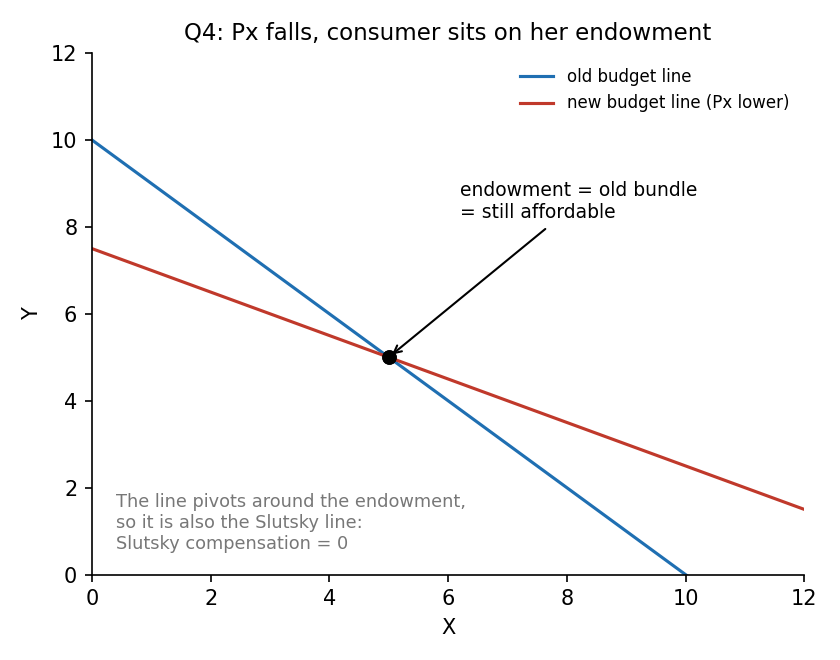 Q4: Px falls, consumer sits on her endowment
old budget line
new budget line (Px lower)
endowment = old bundle
= still affordable
The line pivots around the endowment,
so it is also the Slutsky line:
Slutsky compensation = 0
Y
12
10
8
6
4
2
0
0 2 4 6 8 10 12
X